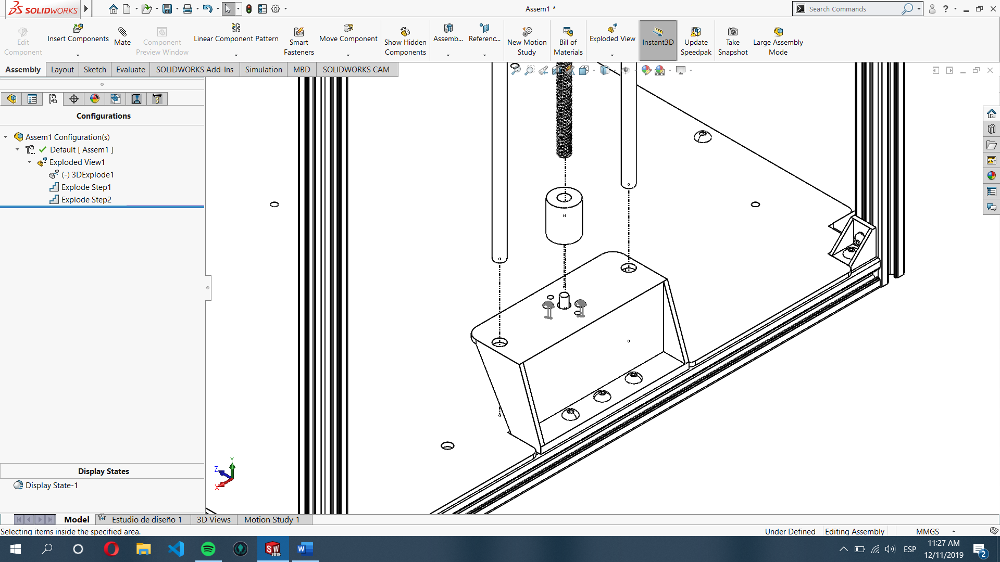 SOLIDWORKS
Assem1 *
Search Commands
?
Edit
Component
Insert Components
Mate
Component
Preview Window
Linear Component Pattern
Smart
Fasteners
Move Component
Show Hidden
Components
Assemb...
Referenc...
New Motion
Study
Bill of
Materials
Exploded View
Instant3D
Update
Speedpak
Take
Snapshot
Large Assembly
Mode
Assembly
Layout
Sketch
Evaluate
SOLIDWORKS Add-Ins
Simulation
MBD
SOLIDWORKS CAM
Configurations
Assem1 Configuration(s)
Default [ Assem1 ]
Exploded View1
(-) 3DExplode1
Explode Step1
Explode Step2
Display States
Display State-1
Y
Z
X
Model
Estudio de diseño 1
3D Views
Motion Study 1
Selecting items inside the specified area.
Under Defined
Editing Assembly
MMGS
SW
2019
W
ESP
11:27 AM
12/11/2019
2